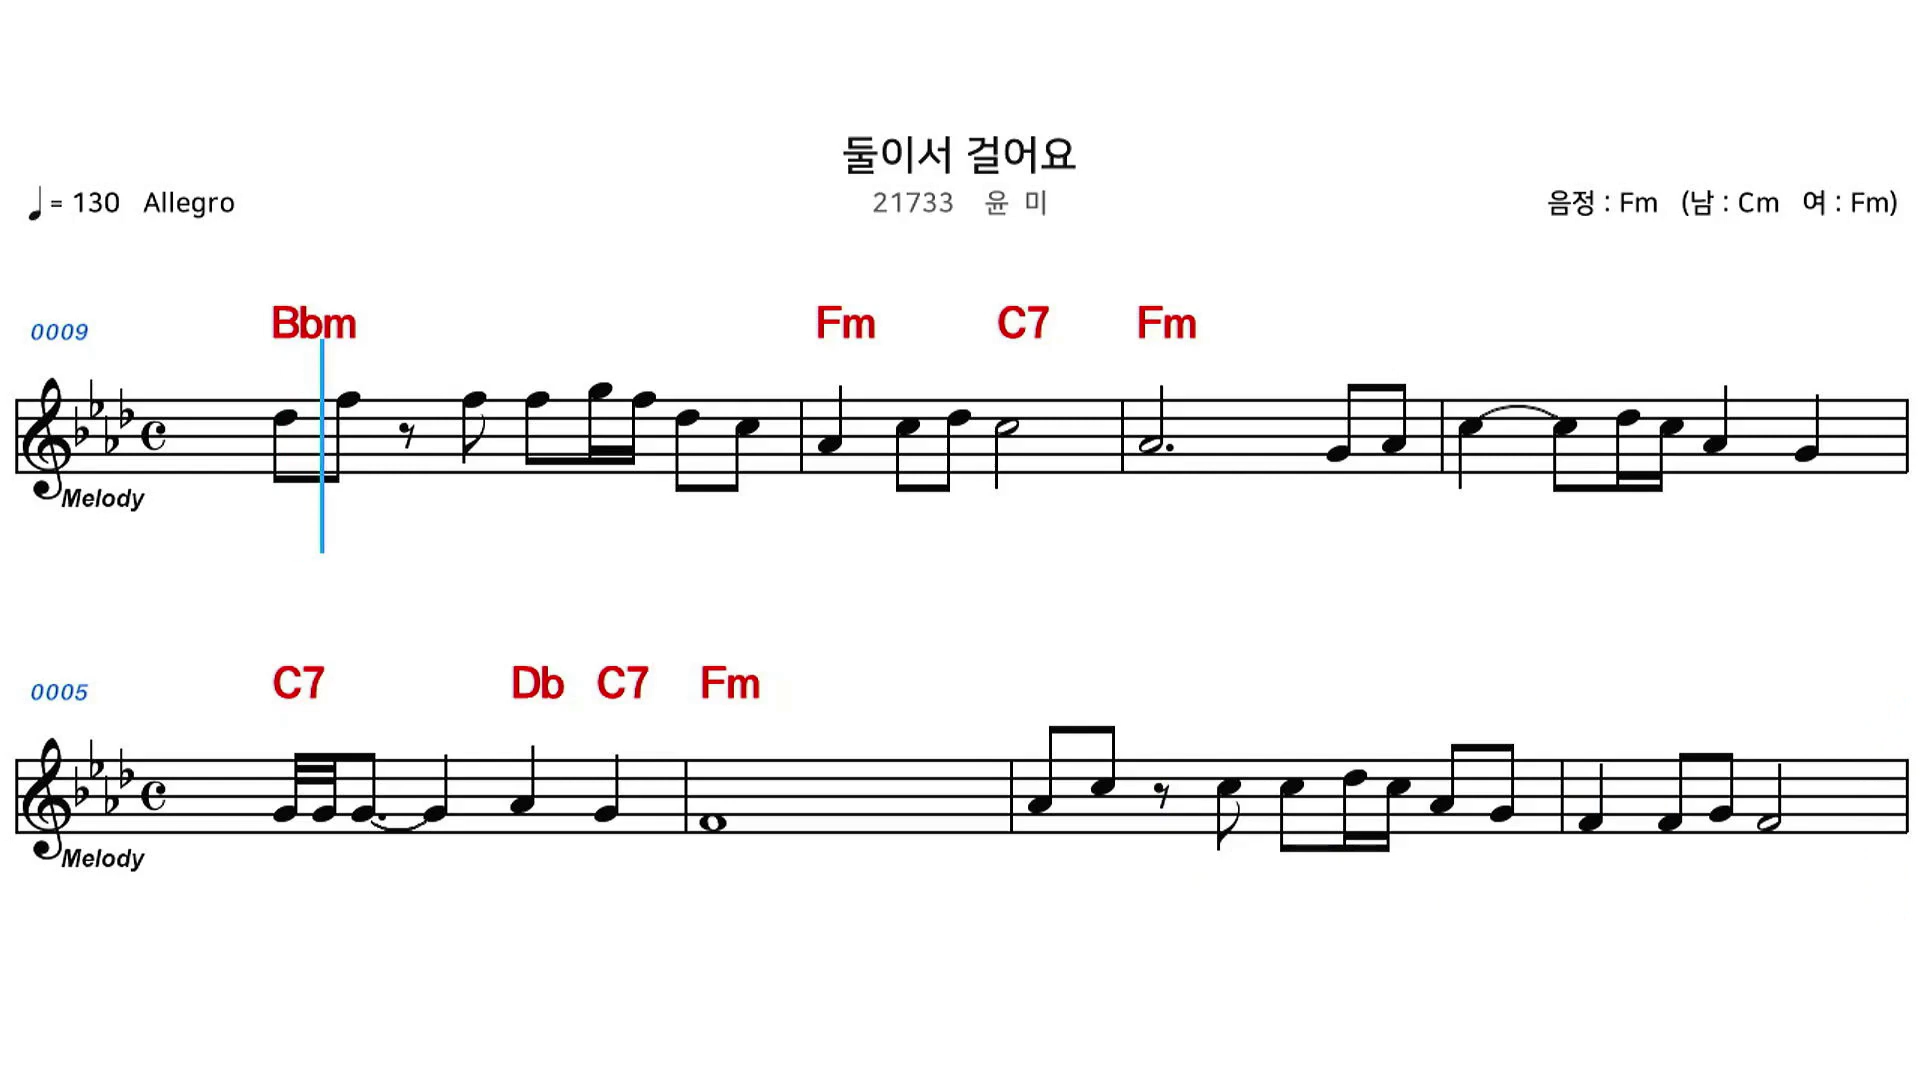 둘이서 걸어요
= 130 Allegro
21733 윤 미
음정 : Fm (남 : Cm 여 : Fm)
0009 Bbm Fm C7 Fm
Melody
0005 C7 Db C7 Fm
Melody